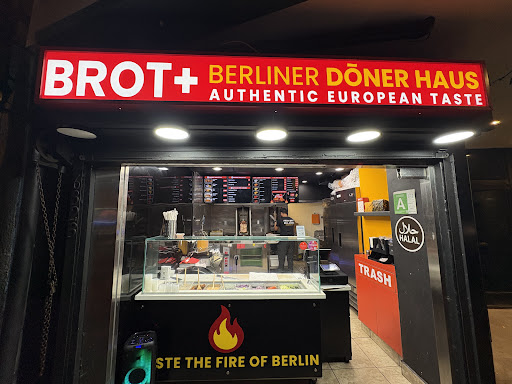 BROT+ BERLINER DŌNER HAUS
AUTHENTIC EUROPEAN TASTE
A
حلال
HALAL
TRASH
STE THE FIRE OF BERLIN